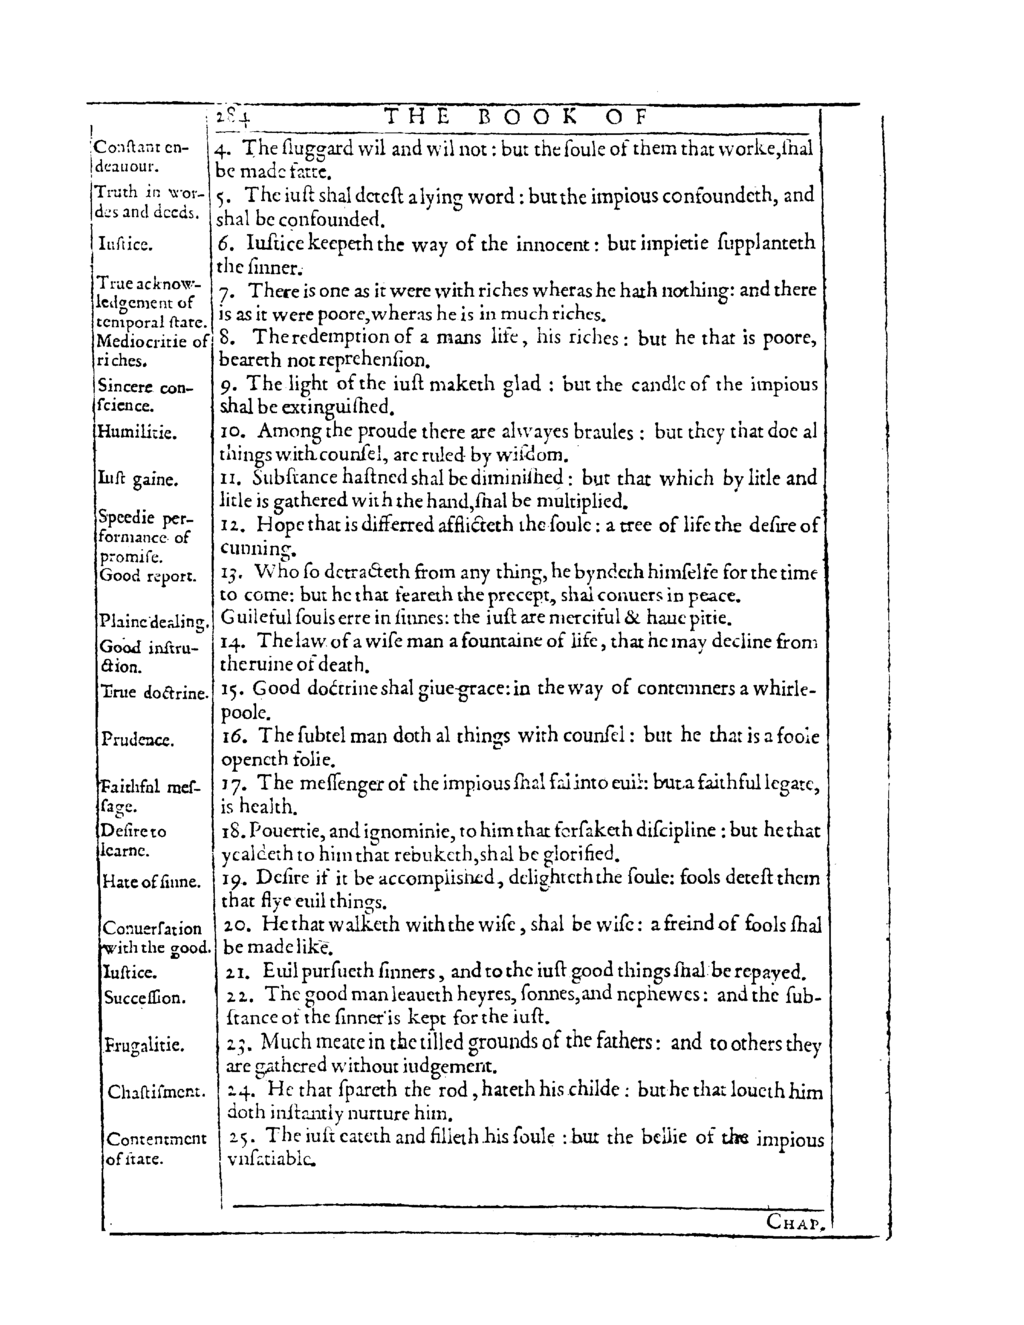 284 THE BOOK OF
Conſtant en-
deauour.
4. The ſluggard wil and wil not: but the ſoule of them that worke, ſhal
be made fatte.
Truth in wor-
des and deeds.
5. The iuſt shal deteſt a lying word: but the impious confoundeth, and
shal be confounded.
Iuſtice.
6. Iuſtice keepeth the way of the innocent: but impietie ſupplanteth
the ſinner.
True acknow-
ledgement of
temporal ſtate.
7. There is one as it were with riches wheras he hath nothing: and there
is as it were poore, wheras he is in much riches.
Mediocritie of
riches.
8. The redemption of a mans life, his riches: but he that is poore,
beareth not reprehenſion.
Sincere con-
ſcience.
9. The light of the iuſt maketh glad: but the candle of the impious
shal be extinguiſhed.
Humilitie.
10. Among the proude there are alwayes braules: but they that doe al
things with counſel, are ruled by wiſdom.
Iuſt gaine.
11. Subſtance haſtned shal be diminiſhed: but that which by litle and
litle is gathered with the hand, ſhal be multiplied.
Speedie per-
formance of
promiſe.
12. Hope that is differred afflicteth the ſoule: a tree of life the deſire of
cunning.
Good report.
13. Who ſo detracteth from any thing, he byndeth himſelfe for the time
to come: but he that feareth the precept, shal conuers in peace.
Plaine dealing.
Guileful ſouls erre in ſinnes: the iuſt are merciful & haue pitie.
Good inſtru-
ction.
14. The law of a wiſe man a fountaine of life, that he may decline from
the ruine of death.
True doctrine.
15. Good doctrine shal giue grace: in the way of contemners a whirle-
poole.
Prudence.
16. The ſubtel man doth al things with counſel: but he that is a foole
openeth folie.
Faithful meſ-
ſage.
17. The meſſenger of the impious ſhal fal into euil: but a faithful legate,
is health.
Deſire to
learne.
18. Pouertie, and ignominie, to him that forſaketh diſcipline: but he that
yealdeth to him that rebuketh, shal be glorified.
Hate of ſinne.
19. Deſire if it be accomplished, delighteth the ſoule: fools deteſt them
that flye euil things.
Conuerſation
with the good.
20. He that walketh with the wiſe, shal be wiſe: a freind of fools ſhal
be made like.
Iuſtice.
21. Euil purſueth ſinners, and to the iuſt good things ſhal be repayed.
Succeſſion.
22. The good man leaueth heyres, ſonnes, and nephewes: and the ſub-
ſtance of the ſinner is kept for the iuſt.
Frugalitie.
23. Much meate in the tilled grounds of the fathers: and to others they
are gathered without iudgement.
Chaſtiſment.
24. He that ſpareth the rod, hateth his childe: but he that loueth him
doth inſtantly nurture him.
Contentment
of ſtate.
25. The iuſt eateth and filleth his ſoule: but the bellie of the impious
vnſatiable.
CHAP.